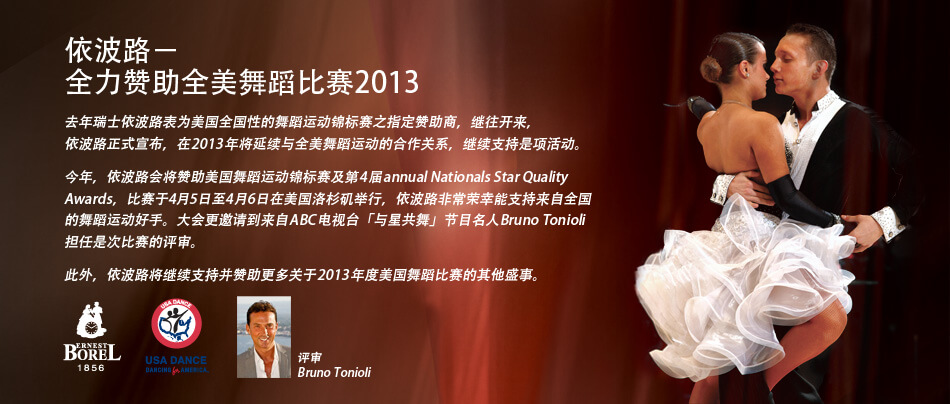 依波路－
全力赞助全美舞蹈比赛2013
去年瑞士依波路表为美国全国性的舞蹈运动锦标赛之指定赞助商，继往开来，
依波路正式宣布，在2013年将延续与全美舞蹈运动的合作关系，继续支持是项活动。
今年，依波路会将赞助美国舞蹈运动锦标赛及第4届annual Nationals Star Quality
Awards，比赛于4月5日至4月6日在美国洛杉矶举行，依波路非常荣幸能支持来自全国
的舞蹈运动好手。大会更邀请到来自ABC电视台「与星共舞」节目名人Bruno Tonioli
担任是次比赛的评审。
此外，依波路将继续支持并赞助更多关于2013年度美国舞蹈比赛的其他盛事。
ERNEST
BOREL
1856
USA DANCE
USA DANCE
DANCING for AMERICA
评审
Bruno Tonioli